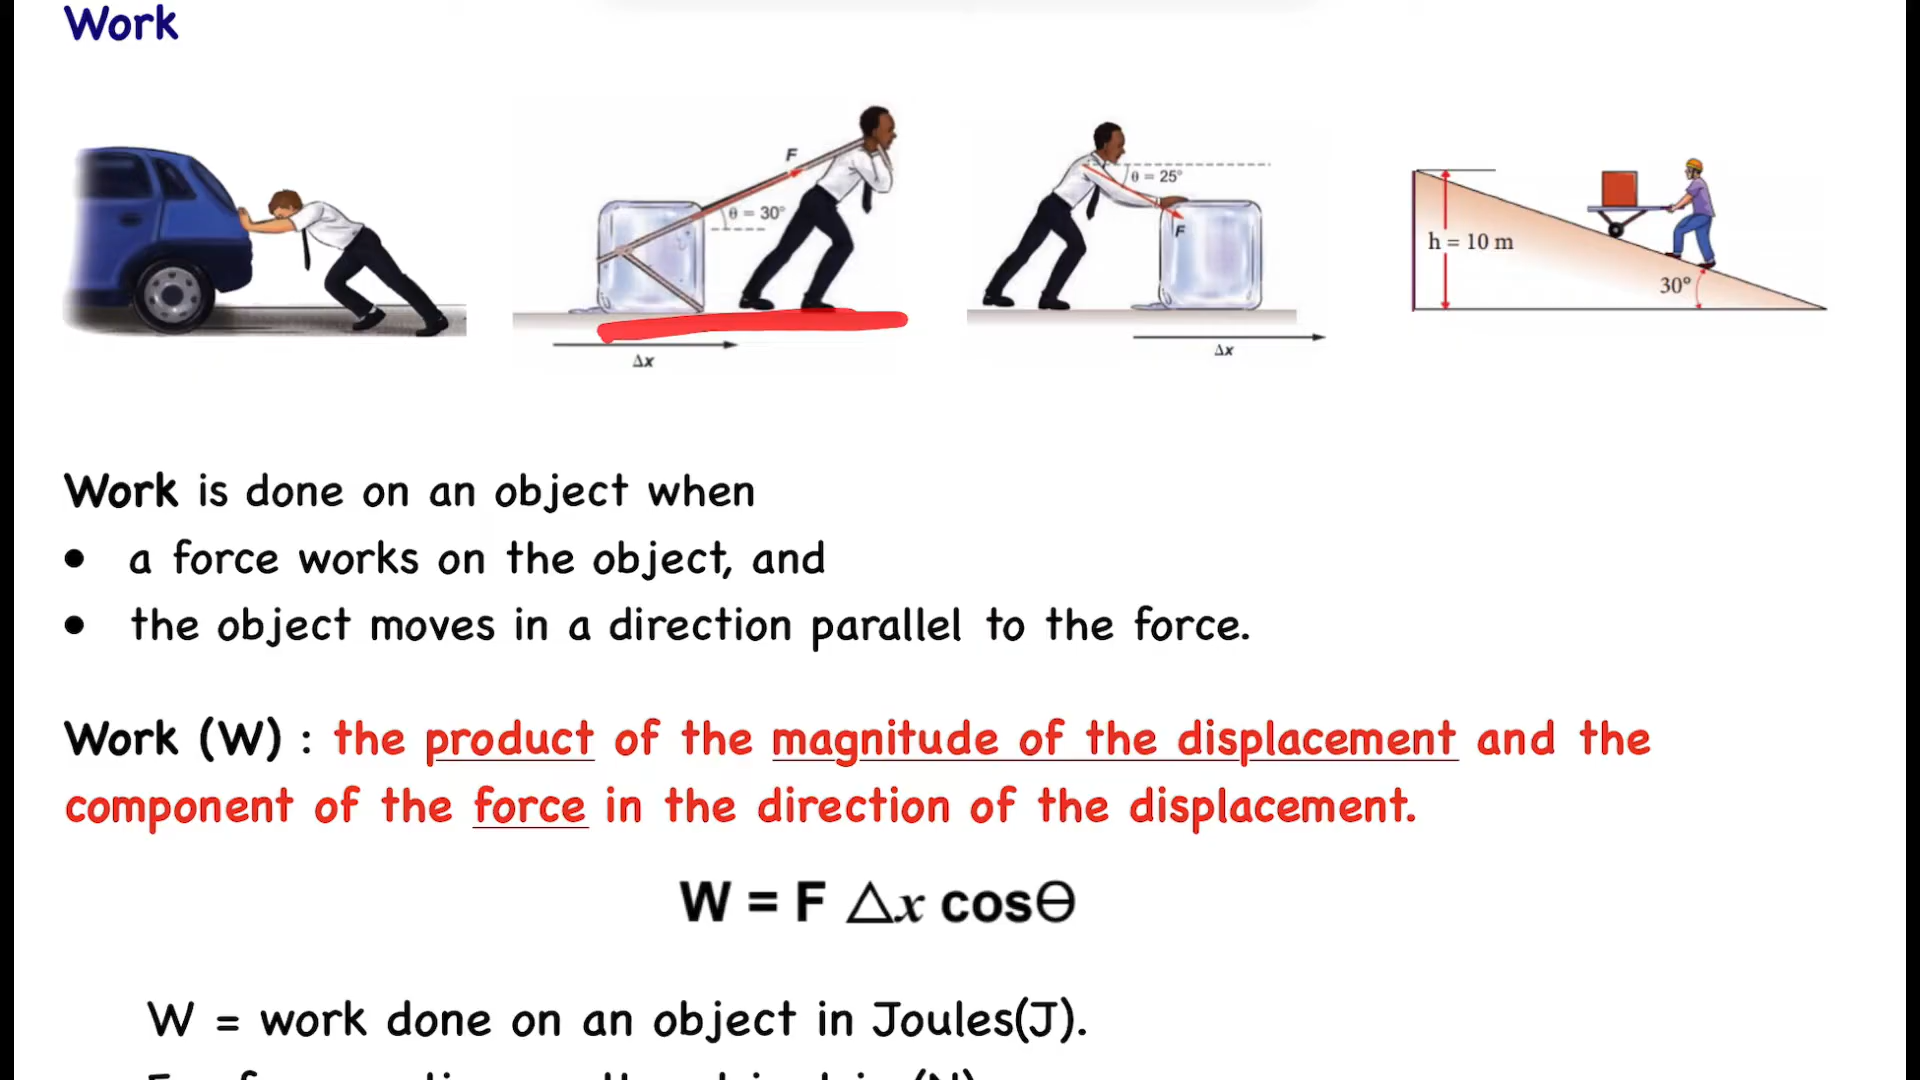 Work
F
θ = 30°
Δx
θ = 25°
F
Δx
h = 10 m
30°
Work is done on an object when
• a force works on the object, and
• the object moves in a direction parallel to the force.
Work (W) : the product of the magnitude of the displacement and the
component of the force in the direction of the displacement.
W = F △x cosΘ
W = work done on an object in Joules(J).